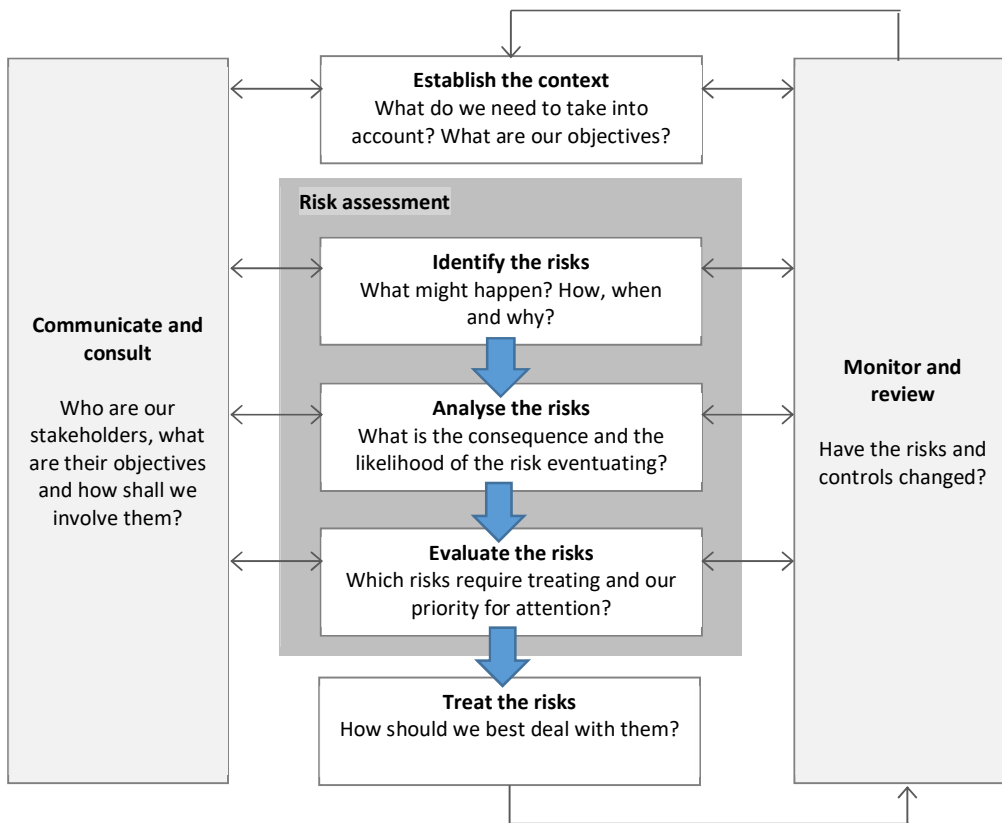 Establish the context
What do we need to take into
account? What are our objectives?
Risk assessment
Identify the risks
What might happen? How, when
and why?
Communicate and
consult
Who are our
stakeholders, what
are their objectives
and how shall we
involve them?
Analyse the risks
What is the consequence and the
likelihood of the risk eventuating?
Evaluate the risks
Which risks require treating and our
priority for attention?
Treat the risks
How should we best deal with them?
Monitor and
review
Have the risks and
controls changed?